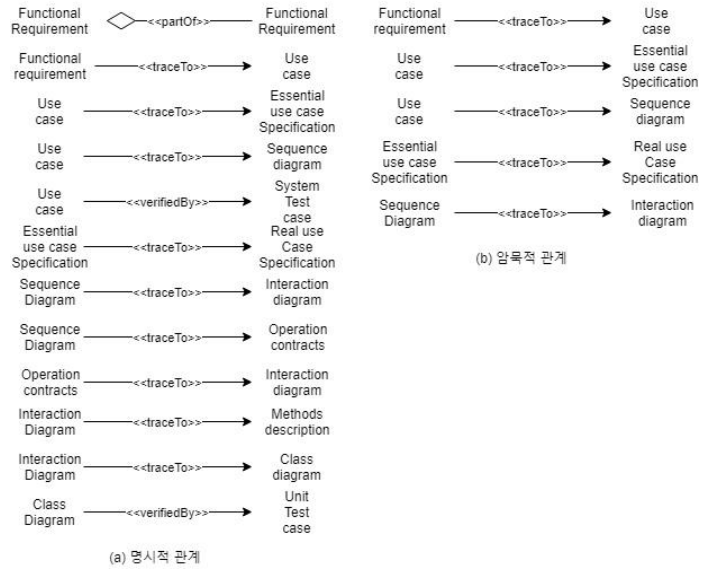 Functional
Requirement
<<partOf>>
Functional
Requirement
Functional
requirement
<<traceTo>>
Use
case
Use
case
<<traceTo>>
Essential
use case
Specification
Use
case
<<traceTo>>
Sequence
diagram
Use
case
<<verifiedBy>>
System
Test
case
Essential
use case
Specification
<<traceTo>>
Real use
Case
Specification
Sequence
Diagram
<<traceTo>>
Interaction
diagram
Sequence
Diagram
<<traceTo>>
Operation
contracts
Operation
contracts
<<traceTo>>
Interaction
diagram
Interaction
Diagram
<<traceTo>>
Methods
description
Interaction
Diagram
<<traceTo>>
Class
diagram
Class
Diagram
<<verifiedBy>>
Unit
Test
case
(a) 명시적 관계
Functional
requirement
<<traceTo>>
Use
case
Use
case
<<traceTo>>
Essential
use case
Specification
Use
case
<<traceTo>>
Sequence
diagram
Essential
use case
Specification
<<traceTo>>
Real use
Case
Specification
Sequence
Diagram
<<traceTo>>
Interaction
diagram
(b) 암묵적 관계